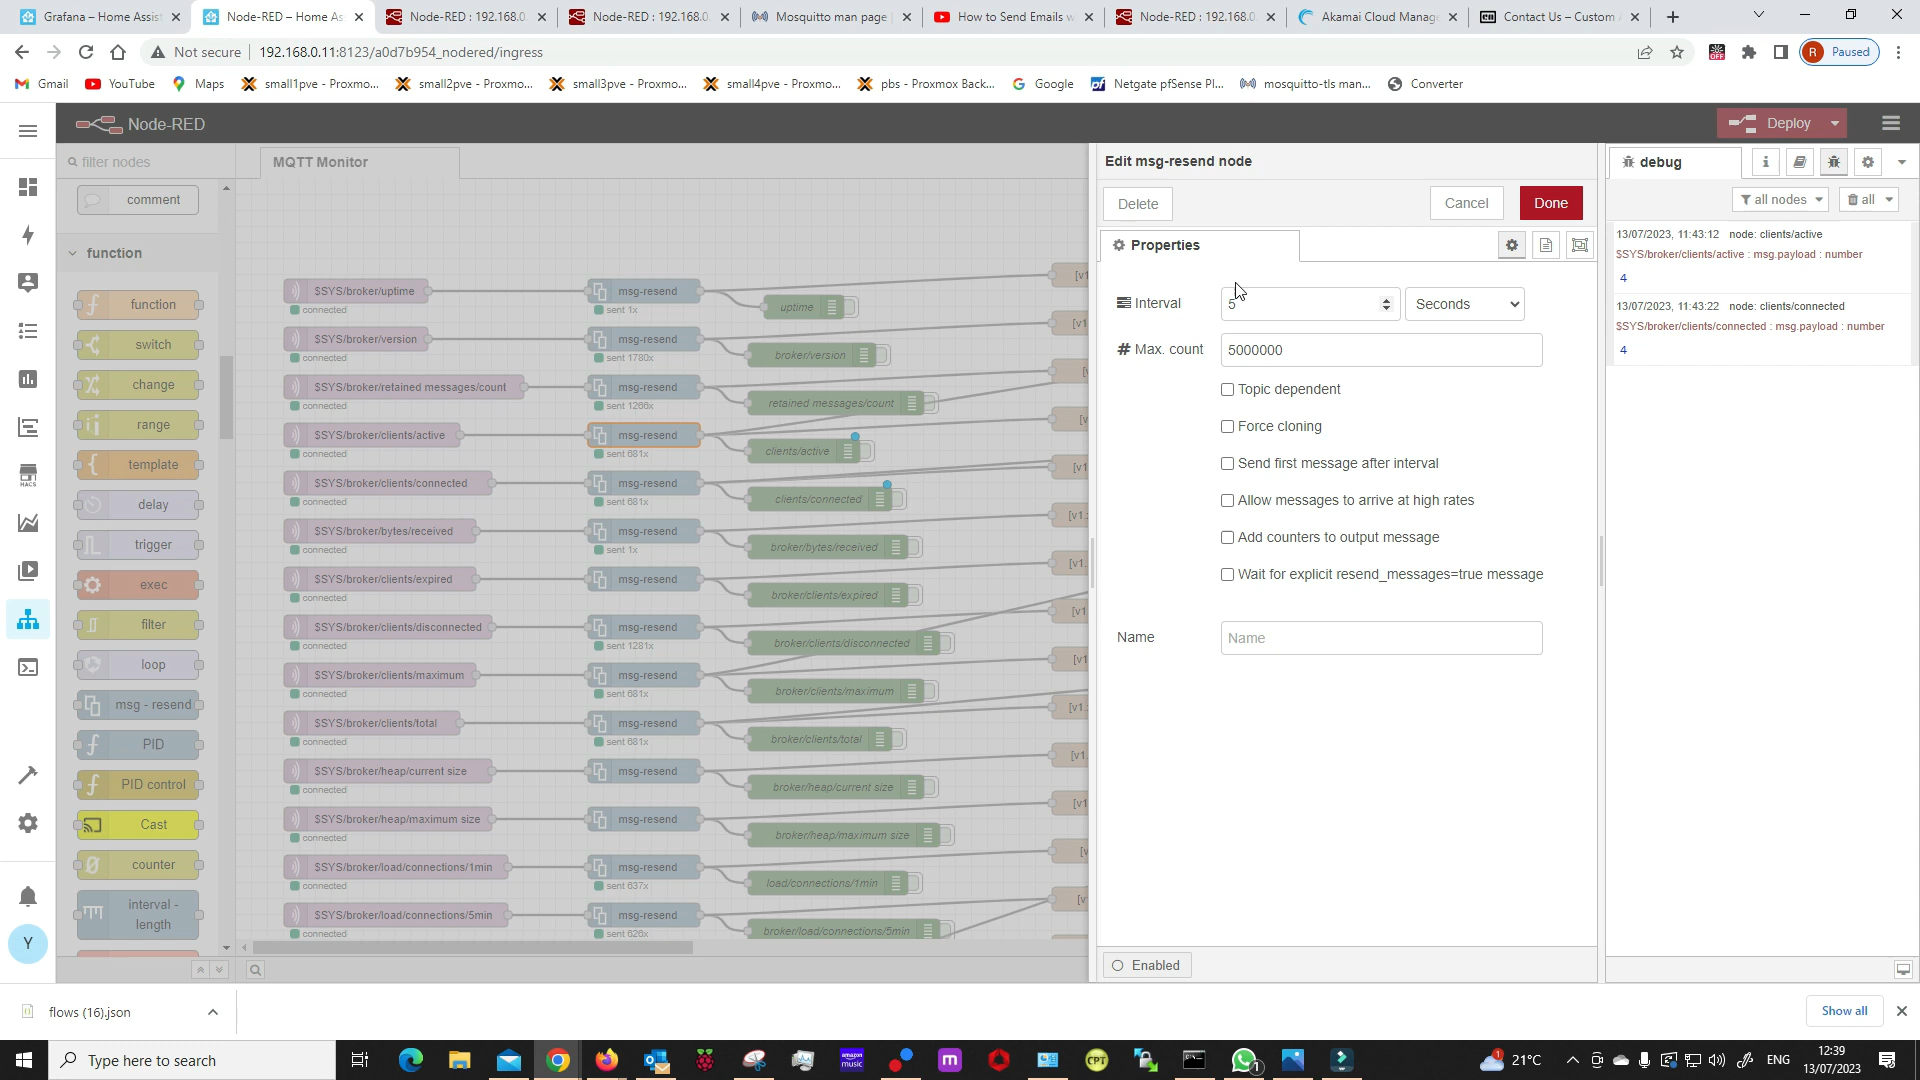 Grafana – Home Assist
Node-RED – Home As
Node-RED : 192.168.0
Node-RED : 192.168.0.
Mosquitto man page
How to Send Emails w
Node-RED : 192.168.0.
Akamai Cloud Manage
Contact Us – Custom
Not secure
192.168.0.11:8123/a0d7b954_nodered/ingress
R Paused
Gmail
YouTube
Maps
small1pve - Proxmo...
small2pve - Proxmo...
small3pve - Proxmo...
small4pve - Proxmo...
pbs - Proxmox Back...
Google
Netgate pfSense Pl...
mosquitto-tls man...
Converter
Node-RED
Deploy
filter nodes
MQTT Monitor
comment
function
function
switch
change
range
template
delay
trigger
exec
filter
loop
msg - resend
PID
PID control
Cast
counter
interval -
length
$SYS/broker/uptime
connected
msg-resend
sent 1x
uptime
$SYS/broker/version
connected
msg-resend
sent 1780x
broker/version
$SYS/broker/retained messages/count
connected
msg-resend
sent 1266x
retained messages/count
$SYS/broker/clients/active
connected
msg-resend
sent 681x
clients/active
$SYS/broker/clients/connected
connected
msg-resend
sent 681x
clients/connected
$SYS/broker/bytes/received
connected
msg-resend
sent 1x
broker/bytes/received
$SYS/broker/clients/expired
connected
msg-resend
broker/clients/expired
$SYS/broker/clients/disconnected
connected
msg-resend
sent 1281x
broker/clients/disconnected
$SYS/broker/clients/maximum
connected
msg-resend
sent 681x
broker/clients/maximum
$SYS/broker/clients/total
connected
msg-resend
sent 681x
broker/clients/total
$SYS/broker/heap/current size
connected
msg-resend
broker/heap/current size
$SYS/broker/heap/maximum size
connected
msg-resend
broker/heap/maximum size
$SYS/broker/load/connections/1min
connected
msg-resend
sent 637x
load/connections/1min
$SYS/broker/load/connections/5min
connected
msg-resend
sent 626x
broker/load/connections/5min
Edit msg-resend node
Delete
Cancel
Done
Properties
Interval
5
Seconds
# Max. count
5000000
Topic dependent
Force cloning
Send first message after interval
Allow messages to arrive at high rates
Add counters to output message
Wait for explicit resend_messages=true message
Name
Name
Enabled
debug
all nodes
all
13/07/2023, 11:43:12 node: clients/active
$SYS/broker/clients/active : msg.payload : number
4
13/07/2023, 11:43:22 node: clients/connected
$SYS/broker/clients/connected : msg.payload : number
4
HACS
Y
flows (16).json
Show all
Type here to search
amazon music
m
CPT
1
1
21°C
ENG
12:39
13/07/2023